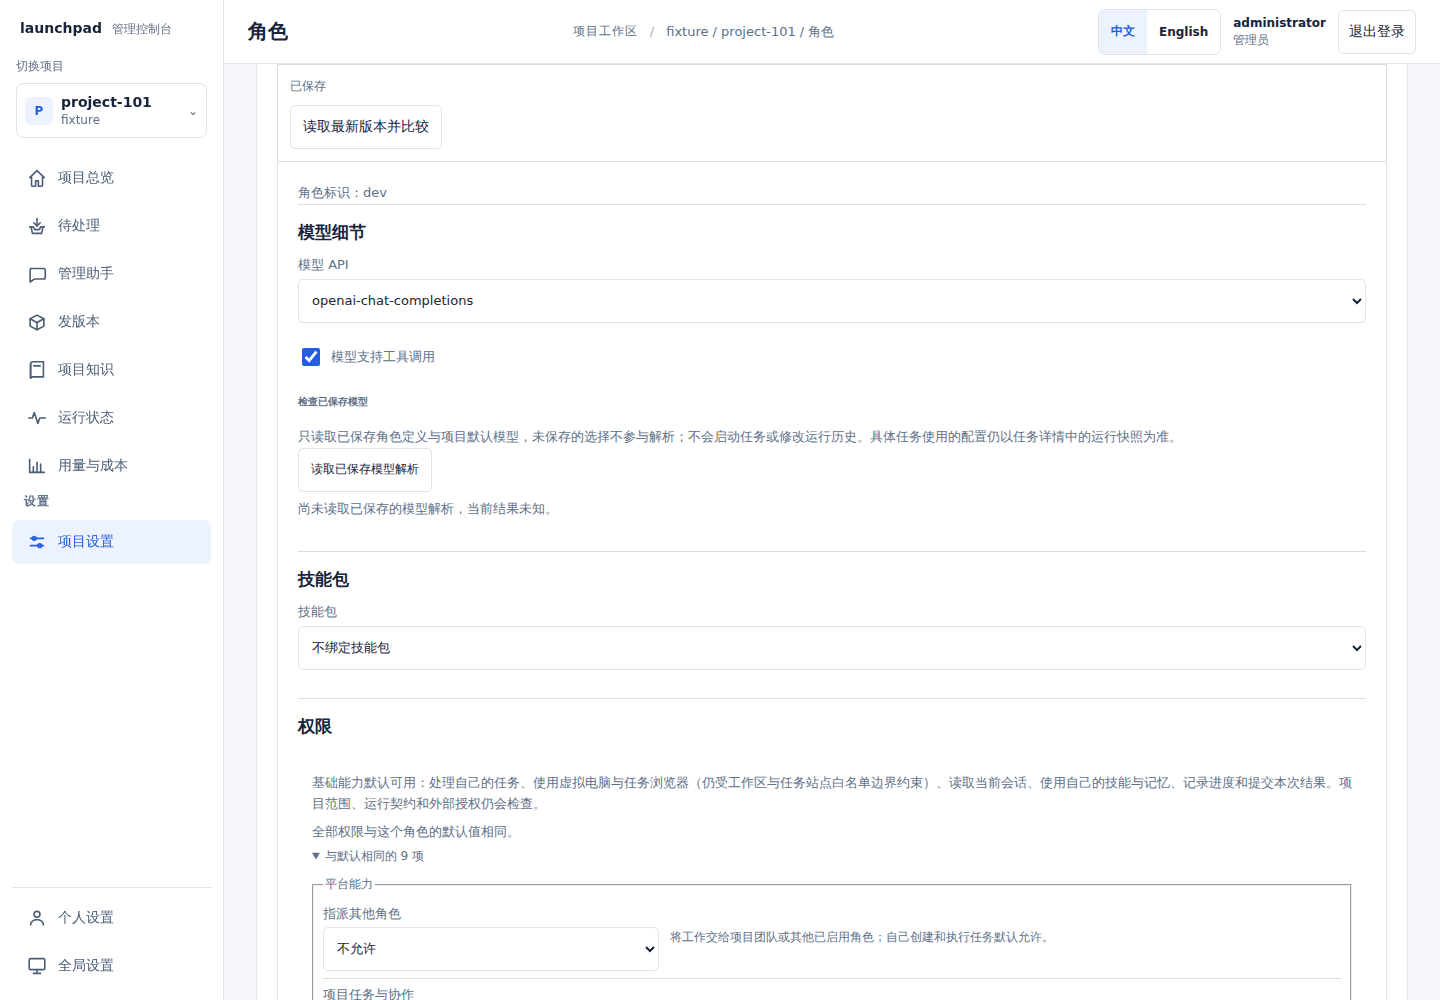 launchpad 管理控制台
切换项目
P
project-101
fixture
项目总览
待处理
管理助手
发版本
项目知识
运行状态
用量与成本
设置
项目设置
个人设置
全局设置
角色
项目工作区 / fixture / project-101 / 角色
中文 English
administrator
管理员
退出登录
已保存
读取最新版本并比较
角色标识：dev
模型细节
模型 API
openai-chat-completions
模型支持工具调用
检查已保存模型
只读取已保存角色定义与项目默认模型，未保存的选择不参与解析；不会启动任务或修改运行历史。具体任务使用的配置仍以任务详情中的运行快照为准。
读取已保存模型解析
尚未读取已保存的模型解析，当前结果未知。
技能包
技能包
不绑定技能包
权限
基础能力默认可用：处理自己的任务、使用虚拟电脑与任务浏览器（仍受工作区与任务站点白名单边界约束）、读取当前会话、使用自己的技能与记忆、记录进度和提交本次结果。项
目范围、运行契约和外部授权仍会检查。
全部权限与这个角色的默认值相同。
▼ 与默认相同的 9 项
平台能力
指派其他角色
不允许
将工作交给项目团队或其他已启用角色；自己创建和执行任务默认允许。
项目任务与协作